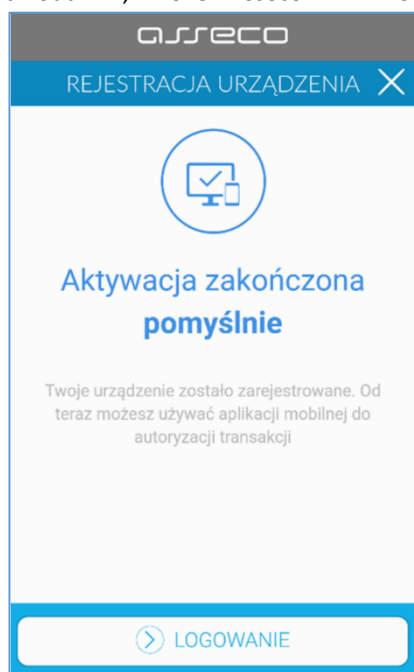 asseco
REJESTRACJA URZĄDZENIA
Aktywacja zakończona
pomyślnie
Twoje urządzenie zostało zarejestrowane. Od
teraz możesz używać aplikacji mobilnej do
autoryzacji transakcji
LOGOWANIE